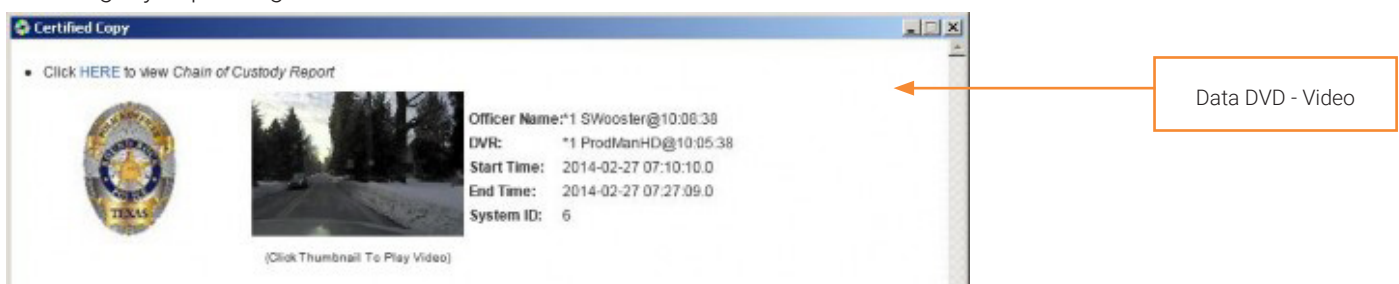 Certified Copy
• Click HERE to view Chain of Custody Report
Officer Name:*1 SWooster@10:08:38
DVR: *1 ProdManHD@10:05:38
Start Time: 2014-02-27 07:10:10.0
End Time: 2014-02-27 07:27:09.0
System ID: 6
TEXAS
(Click Thumbnail To Play Video)
Data DVD - Video